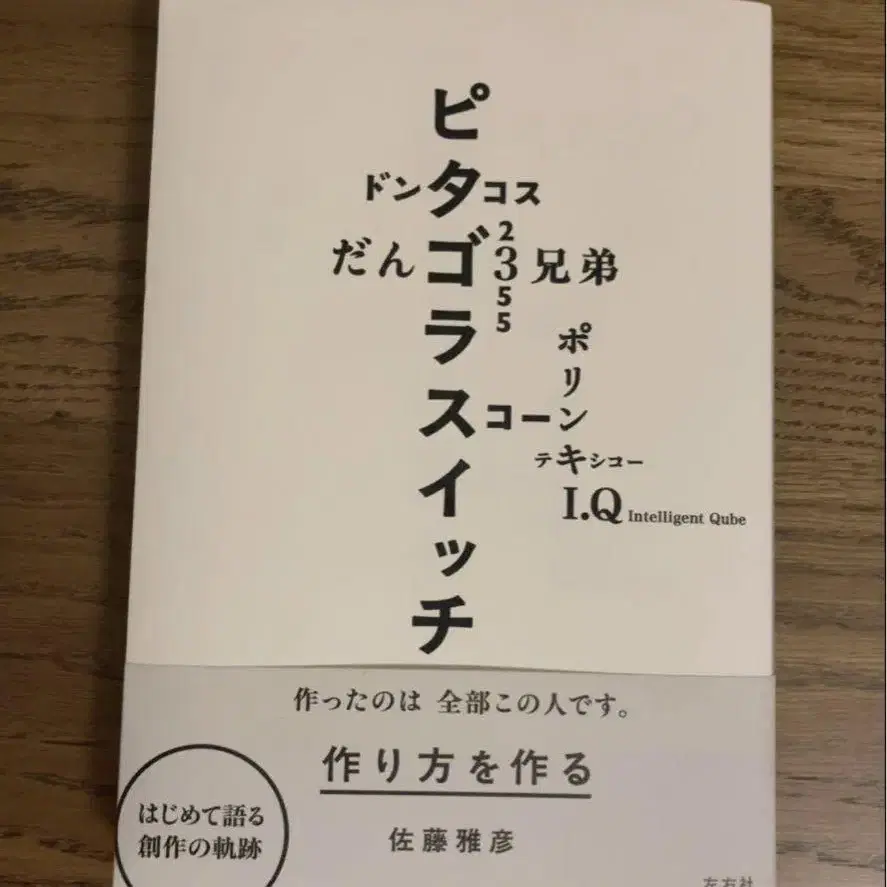 ピタゴラスイッチ
ドンタコス
だんご3兄弟
2355
ポリンキー
スコーン
テキシコー
I.Q Intelligent Qube
作ったのは 全部この人です。
作り方を作る
佐藤雅彦
はじめて語る
創作の軌跡
左右社